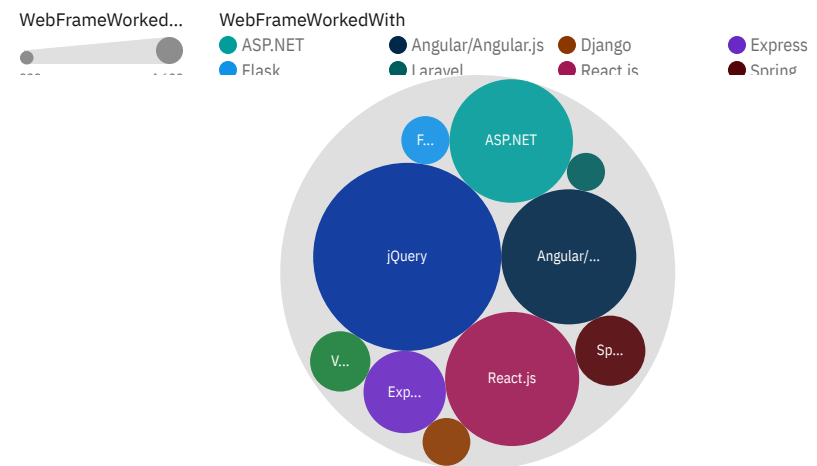 WebFrameWorked... WebFrameWorkedWith
ASP.NET Angular/Angular.js Django Express
Flask Laravel React.js Spring
F... ASP.NET
jQuery Angular/...
V... Sp...
Exp... React.js